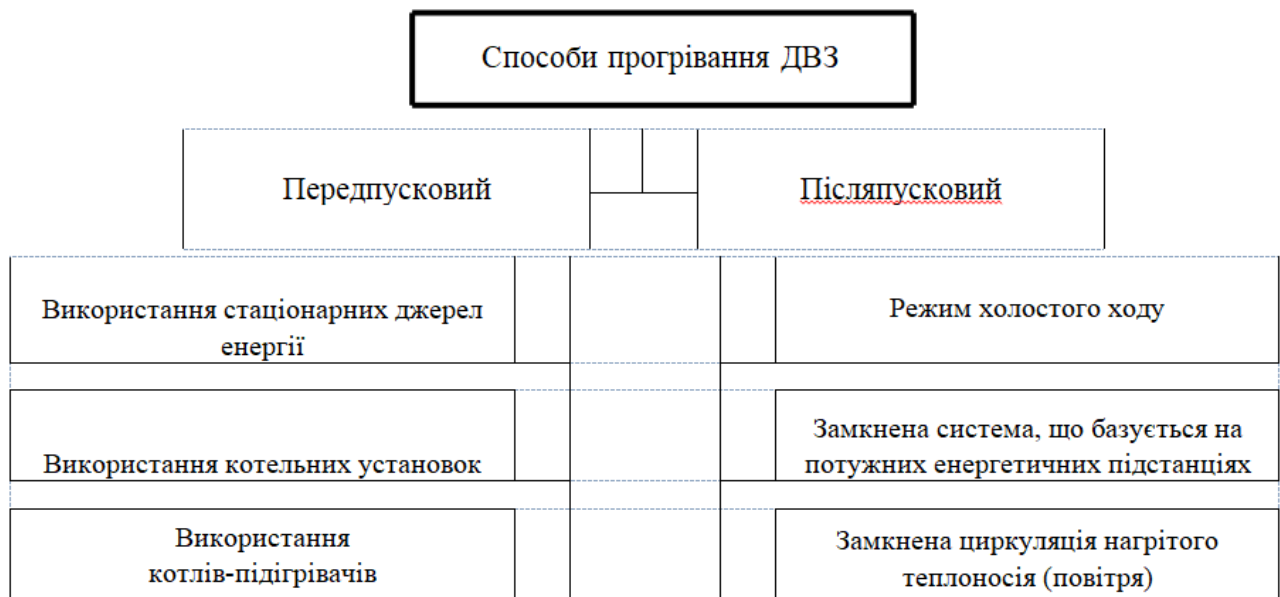 Способи прогрівання ДВЗ
Передпусковий
Післяпусковий
Використання стаціонарних джерел
енергії
Режим холостого ходу
Використання котельних установок
Замкнена система, що базується на
потужних енергетичних підстанціях
Використання
котлів-підігрівачів
Замкнена циркуляція нагрітого
теплоносія (повітря)